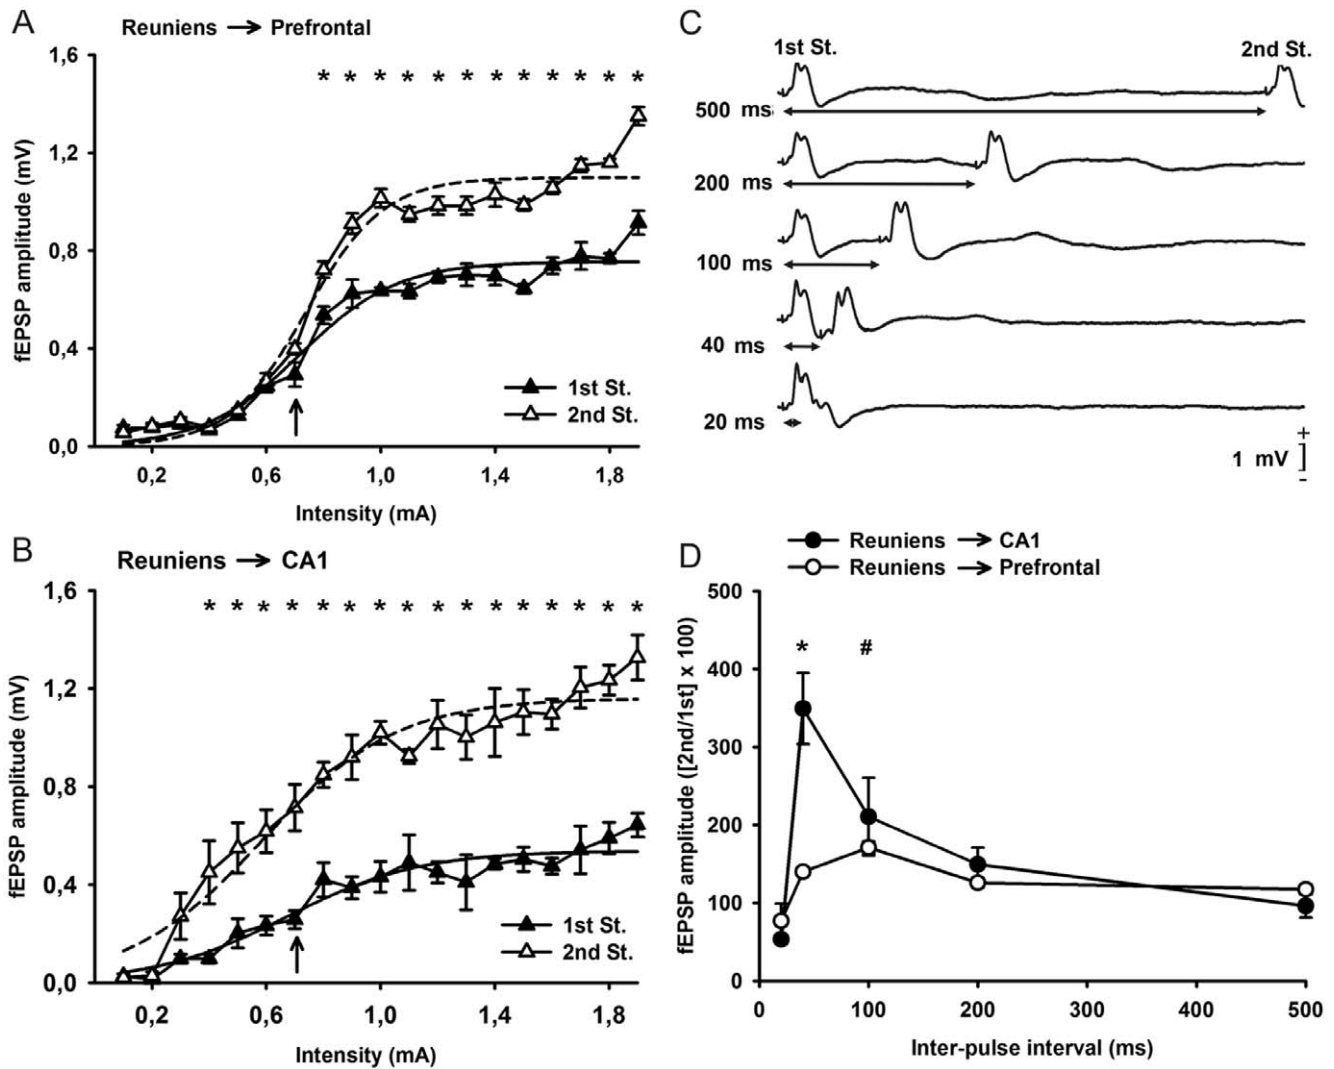 A
Reuniens → Prefrontal
1,6
1,2
0,8
0,4
0,0
fEPSP amplitude (mV)
* * * * * * * * * * * *
1st St.
2nd St.
0,2 0,6 1,0 1,4 1,8
Intensity (mA)
B
Reuniens → CA1
1,6
1,2
0,8
0,4
0,0
fEPSP amplitude (mV)
* * * * * * * * * * * * * * * *
1st St.
2nd St.
0,2 0,6 1,0 1,4 1,8
Intensity (mA)
C
1st St. 2nd St.
500 ms
200 ms
100 ms
40 ms
20 ms
+
1 mV
-
D
Reuniens → CA1
Reuniens → Prefrontal
500
400
300
200
100
0
fEPSP amplitude ([2nd/1st] x 100)
* #
0 100 200 300 400 500
Inter-pulse interval (ms)